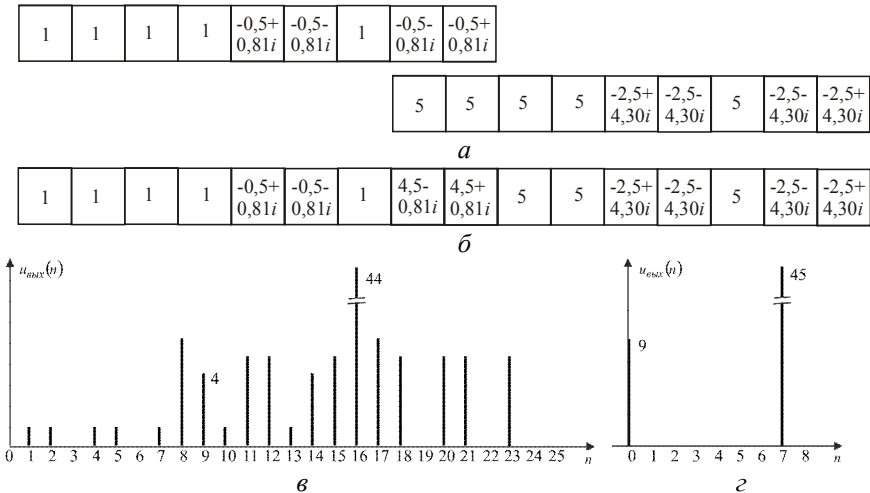 1 1 1 1 -0,5+ -0,5- 1 -0,5- -0,5+
0,81i 0,81i 0,81i 0,81i
5 5 5 5 -2,5+ -2,5- 5 -2,5- -2,5+
4,30i 4,30i 4,30i 4,30i
а
1 1 1 1 -0,5+ -0,5- 1 4,5- 4,5+ 5 5 -2,5+ -2,5- 5 -2,5- -2,5+
0,81i 0,81i 0,81i 0,81i 4,30i 4,30i 4,30i 4,30i
б
uвых(n) 44
4
0 1 2 3 4 5 6 7 8 9 10 11 12 13 14 15 16 17 18 19 20 21 22 23 24 25 n
в
uвых(n) 45
9
0 1 2 3 4 5 6 7 8 n
г